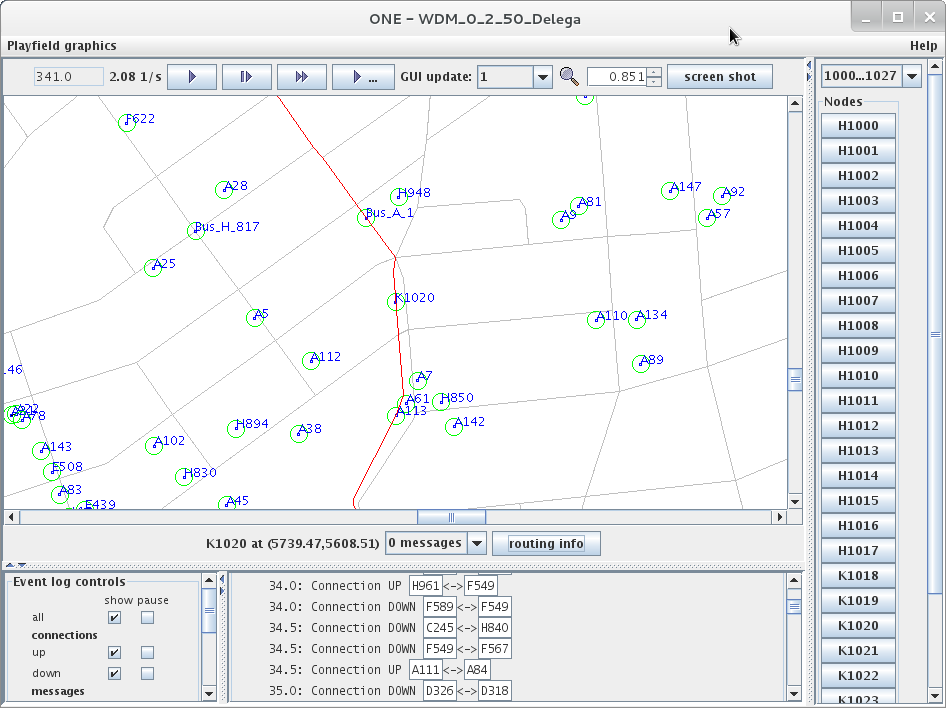 ONE - WDM_0_2_50_Delega
Playfield graphics Help
341.0 2.08 1/s ... GUI update: 1 0.851 screen shot
1000...1027
Nodes
H1000
H1001
H1002
H1003
H1004
H1005
H1006
H1007
H1008
H1009
H1010
H1011
H1012
H1013
H1014
H1015
H1016
H1017
K1018
K1019
K1020
K1021
K1022
K1023
F622
A28
H948
A147
A92
A81
Bus_A_1
A9
A57
Bus_H_817
A25
K1020
A5
A110
A134
A112
A89
46
A7
A61
H850
A22
A78
A113
H894
A38
A142
A143
A102
E508
H830
A83
A45
E439
K1020 at (5739.47,5608.51) 0 messages routing info
Event log controls
show pause
all
connections
up
down
messages
34.0: Connection UP H961 <-> F549
34.0: Connection DOWN F589 <-> F549
34.5: Connection DOWN C245 <-> H840
34.5: Connection DOWN F549 <-> F567
34.5: Connection UP A111 <-> A84
35.0: Connection DOWN D326 <-> D318